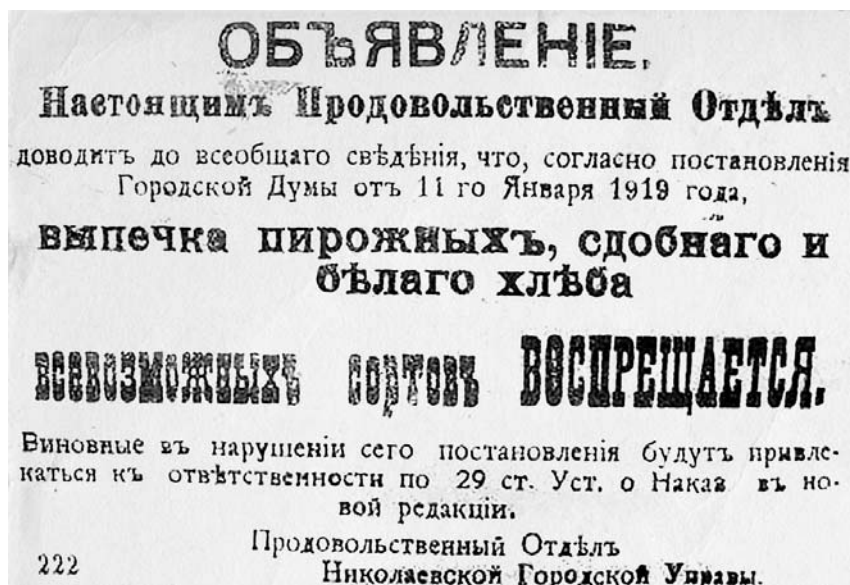 ОБЪЯВЛЕНІЕ.
Настоящимъ Продовольственный Отдѣлъ
доводитъ до всеобщаго свѣдѣнія, что, согласно постановленія
Городской Думы отъ 11 го Января 1919 года,
выпечка пирожныхъ, сдобнаго и
бѣлаго хлѣба
всевозможныхъ сортовъ ВОСПРЕЩАЕТСЯ.
Виновные въ нарушеніи сего постановленія будутъ привле-
каться къ отвѣтственности по 29 ст. Уст. о Наказ въ но-
вой редакціи.
Продовольственный Отдѣлъ
222 Николаевской Городской Управы.